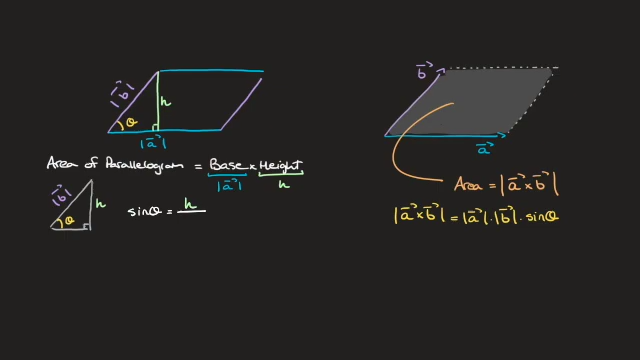 |b⃗|
h
θ
|a⃗|
Area of Parallelogram = Base × Height
|a⃗|
h
|b⃗|
h
θ
sinθ = h
b⃗
a⃗
Area = |a⃗ × b⃗|
|a⃗ × b⃗| = |a⃗| · |b⃗| · sinθ